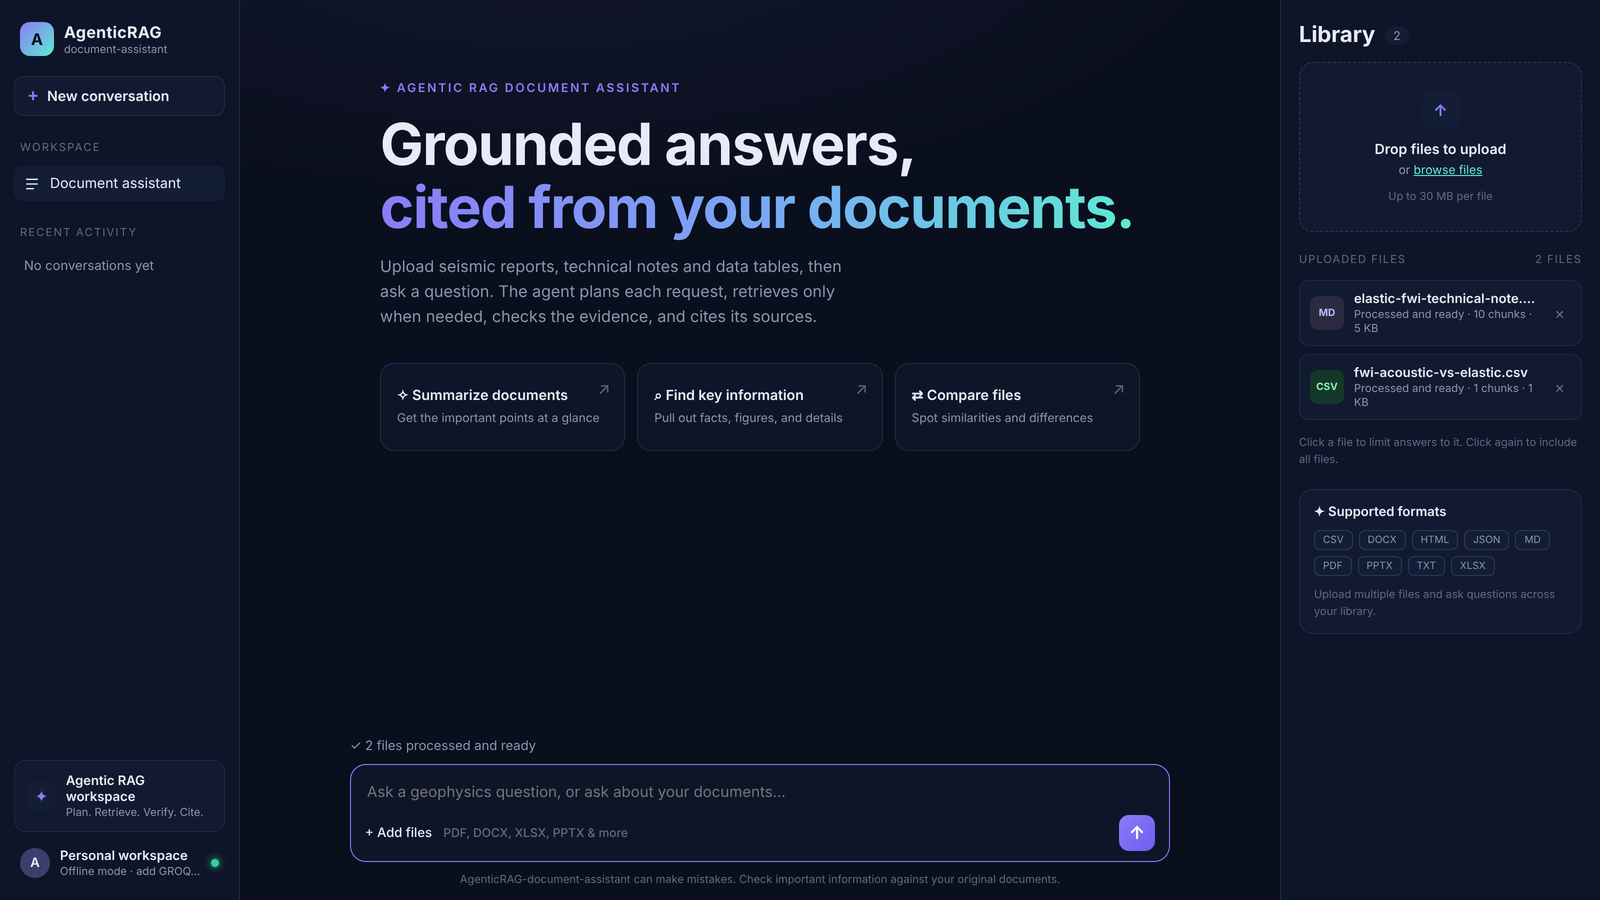 A
AgenticRAG
document-assistant
+ New conversation
WORKSPACE
Document assistant
RECENT ACTIVITY
No conversations yet
✦ Agentic RAG
workspace
Plan. Retrieve. Verify. Cite.
A
Personal workspace
Offline mode · add GROQ...
✦ AGENTIC RAG DOCUMENT ASSISTANT
Grounded answers,
cited from your documents.
Upload seismic reports, technical notes and data tables, then
ask a question. The agent plans each request, retrieves only
when needed, checks the evidence, and cites its sources.
✧ Summarize documents ↗
Get the important points at a glance
⌕ Find key information ↗
Pull out facts, figures, and details
⇄ Compare files ↗
Spot similarities and differences
✓ 2 files processed and ready
Ask a geophysics question, or ask about your documents...
+ Add files PDF, DOCX, XLSX, PPTX & more ↑
AgenticRAG-document-assistant can make mistakes. Check important information against your original documents.
Library 2
↑
Drop files to upload
or browse files
Up to 30 MB per file
UPLOADED FILES 2 FILES
MD
elastic-fwi-technical-note....
Processed and ready · 10 chunks ·
5 KB
×
CSV
fwi-acoustic-vs-elastic.csv
Processed and ready · 1 chunks · 1
KB
×
Click a file to limit answers to it. Click again to include
all files.
✦ Supported formats
CSV DOCX HTML JSON MD
PDF PPTX TXT XLSX
Upload multiple files and ask questions across
your library.